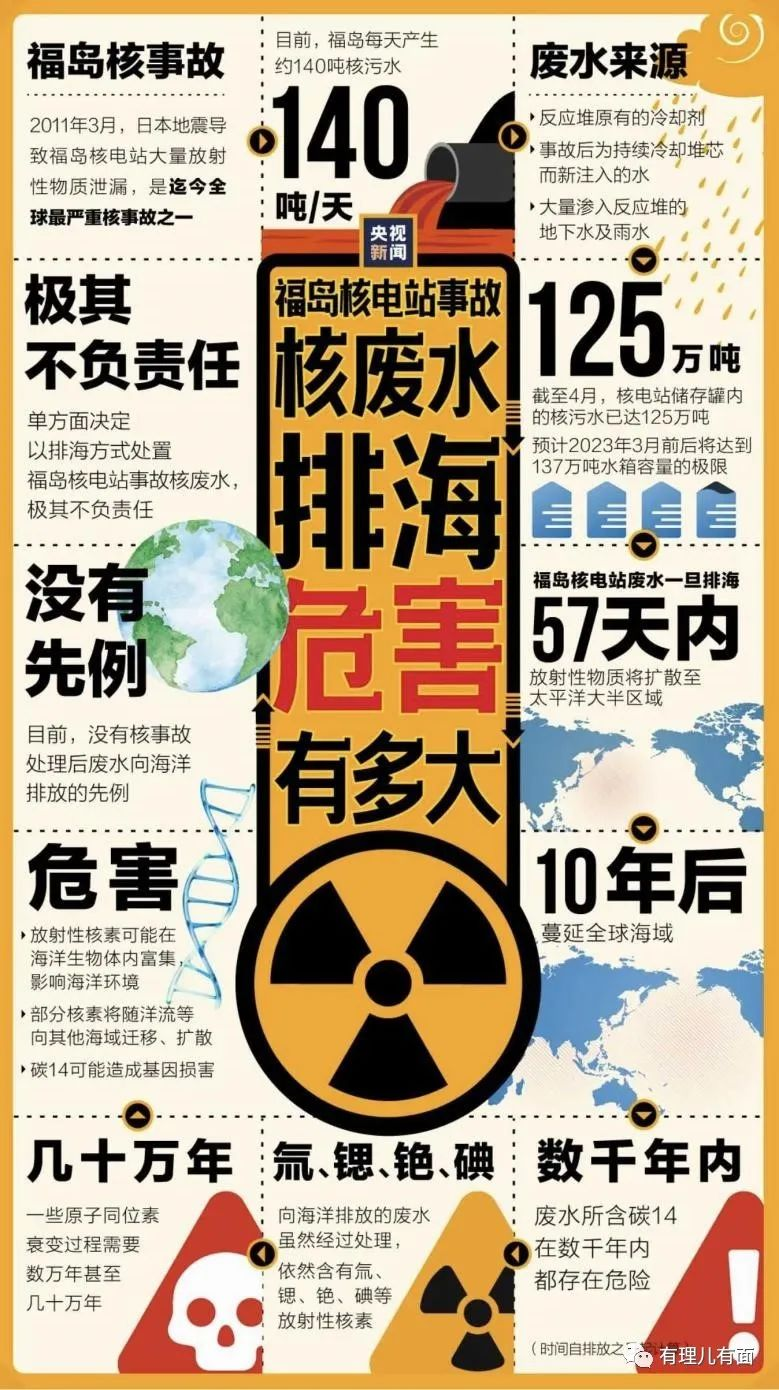 福岛核事故
2011年3月，日本地震导
致福岛核电站大量放射
性物质泄漏，是迄今全
球最严重核事故之一
目前，福岛每天产生
约140吨核污水
140
吨/天
废水来源
反应堆原有的冷却剂
事故后为持续冷却堆芯
而新注入的水
大量渗入反应堆的
地下水及雨水
央视
新闻
福岛核电站事故
核废水
排海
危害
有多大
125万吨
截至4月，核电站储存罐内
的核污水已达125万吨
预计2023年3月前后将达到
137万吨水箱容量的极限
福岛核电站废水一旦排海
57天内
放射性物质将扩散至
太平洋大半区域
10年后
蔓延全球海域
数千年内
废水所含碳14
在数千年内
都存在危险
（时间自排放之
氚、锶、铯、碘
向海洋排放的废水
虽然经过处理，
依然含有氚、
锶、铯、碘等
放射性核素
几十万年
一些原子同位素
衰变过程需要
数万年甚至
几十万年
危害
放射性核素可能在
海洋生物体内富集，
影响海洋环境
部分核素将随洋流等
向其他海域迁移、扩散
碳14可能造成基因损害
没有
先例
目前，没有核事故
处理后废水向海洋
排放的先例
极其
不负责任
单方面决定
以排海方式处置
福岛核电站事故核废水，
极其不负责任
有理儿有面